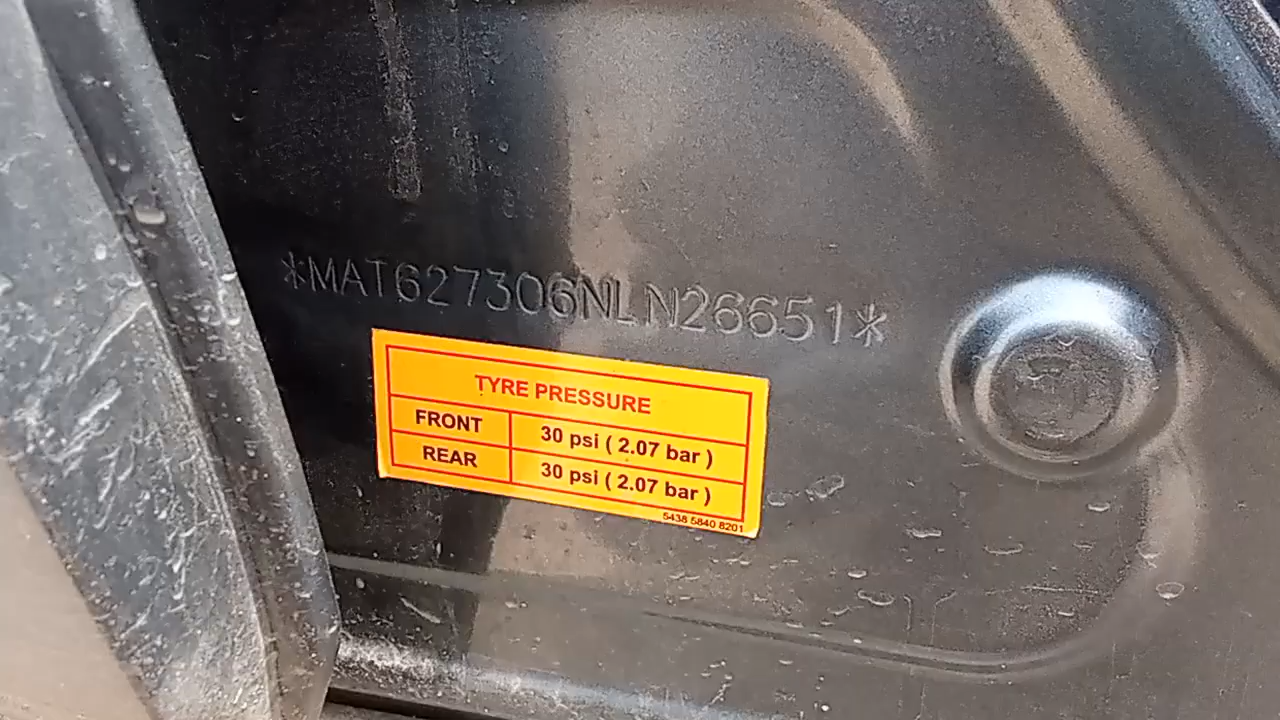 *MAT627306NLN26651*
TYRE PRESSURE
FRONT 30 psi ( 2.07 bar )
REAR 30 psi ( 2.07 bar )
5438 5840 8201